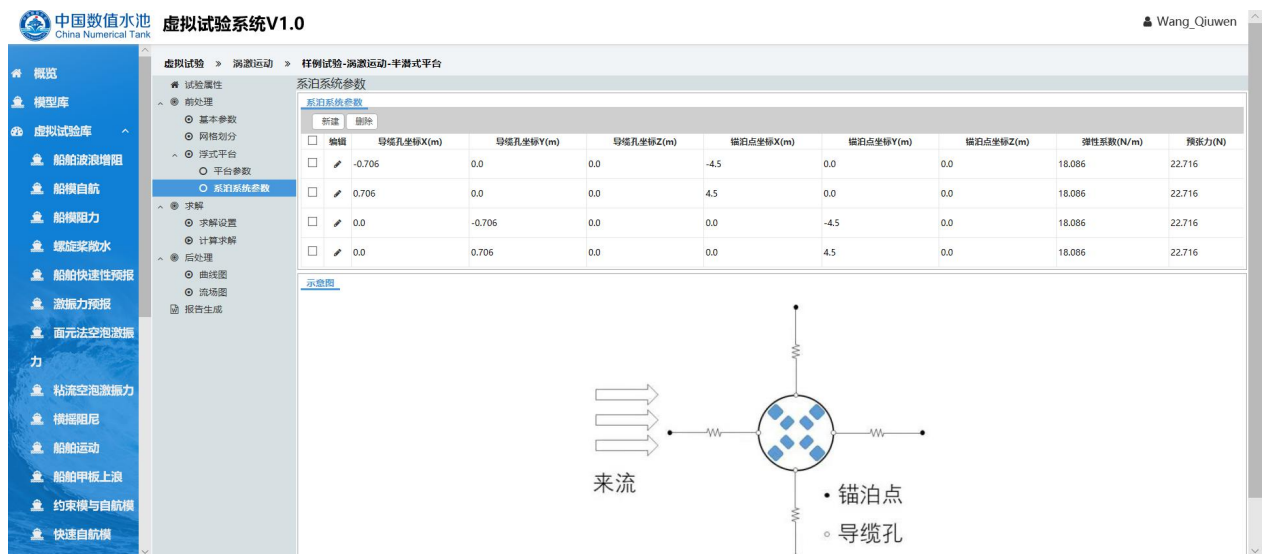 中国数值水池
China Numerical Tank
虚拟试验系统V1.0
Wang_Qiuwen
概览
模型库
虚拟试验库
船舶波浪增阻
船模自航
船模阻力
螺旋桨敞水
船舶快速性预报
激振力预报
面元法空泡激振
力
粘流空泡激振力
横摇阻尼
船舶运动
船舶甲板上浪
约束模与自航模
快速自航模
虚拟试验 » 涡激运动 » 样例试验-涡激运动-半潜式平台
试验属性
前处理
基本参数
网格划分
浮式平台
平台参数
系泊系统参数
求解
求解设置
计算求解
后处理
曲线图
流场图
报告生成
系泊系统参数
系泊系统参数
新建 删除
编辑 导缆孔坐标X(m) 导缆孔坐标Y(m) 导缆孔坐标Z(m) 锚泊点坐标X(m) 锚泊点坐标Y(m) 锚泊点坐标Z(m) 弹性系数(N/m) 预张力(N)
-0.706 0.0 0.0 -4.5 0.0 0.0 18.086 22.716
0.706 0.0 0.0 4.5 0.0 0.0 18.086 22.716
0.0 -0.706 0.0 0.0 -4.5 0.0 18.086 22.716
0.0 0.706 0.0 0.0 4.5 0.0 18.086 22.716
示意图
来流
锚泊点
导缆孔